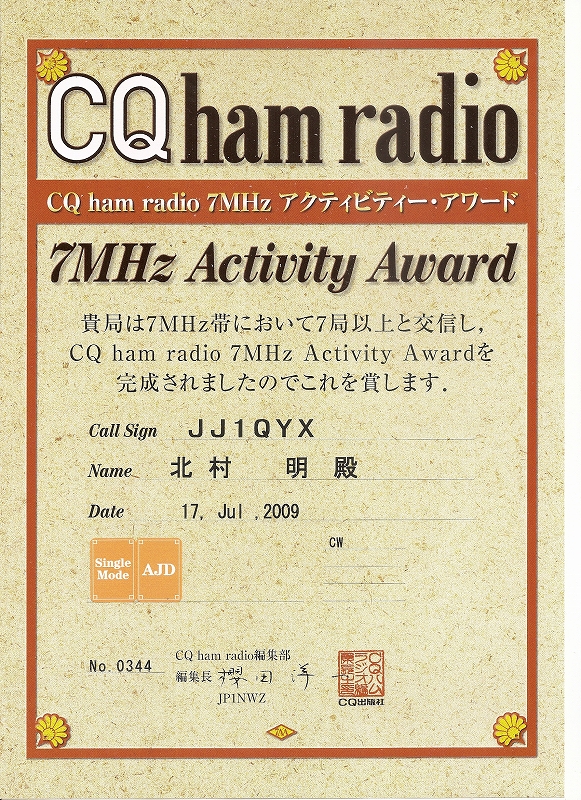 CQ ham radio
CQ ham radio 7MHz アクティビティー・アワード
7MHz Activity Award
貴局は7MHz帯において7局以上と交信し，
CQ ham radio 7MHz Activity Awardを
完成されましたのでこれを賞します．
Call Sign JJ1QYX
Name 北村 明 殿
Date 17, Jul ,2009
Single
Mode
AJD
CW
No.0344
CQ ham radio編集部
編集長 櫻田洋一
JP1NWZ
CQ出版社